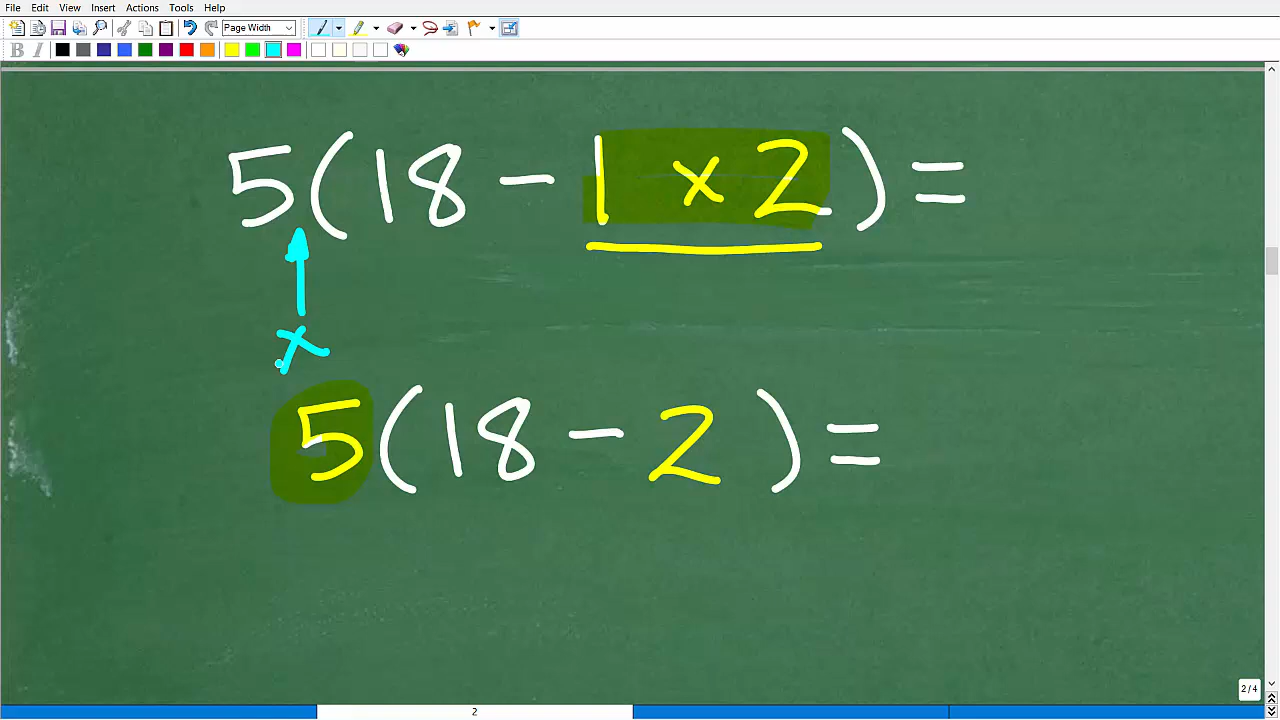 File Edit View Insert Actions Tools Help
Page Width
B I
5(18 - 1 x 2) =
x
5(18 - 2) =
2/4
2